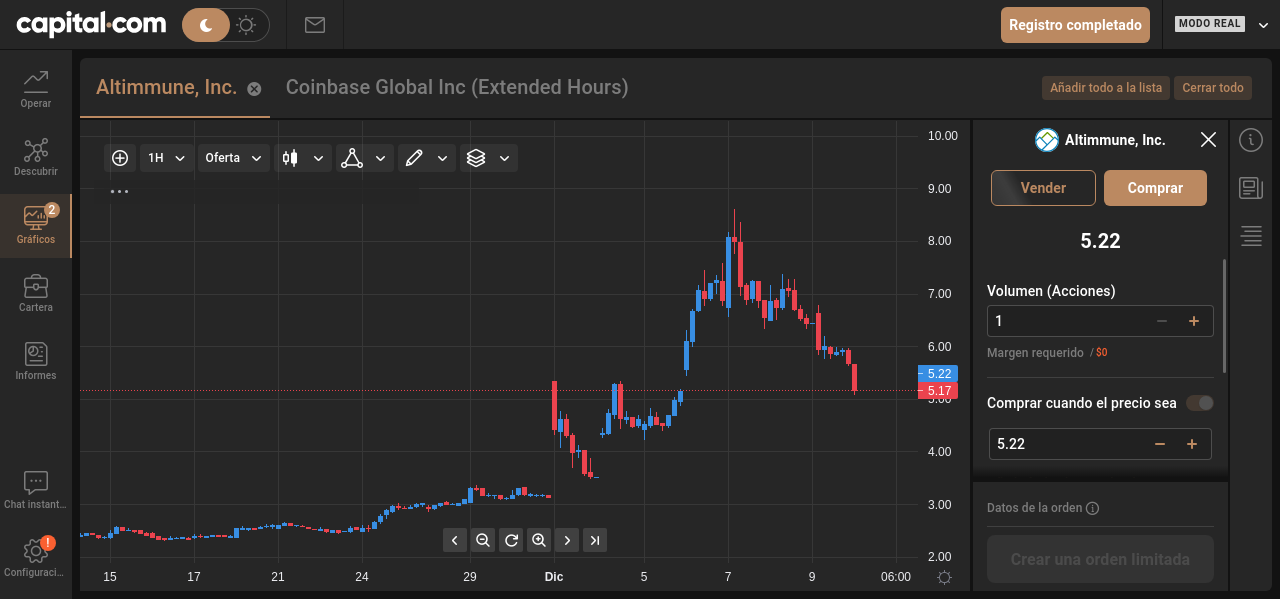 capital.com
Registro completado
MODO REAL
Altimmune, Inc.
Coinbase Global Inc (Extended Hours)
Añadir todo a la lista
Cerrar todo
Operar
Descubrir
2
Gráficos
Cartera
Informes
Chat instant...
!
Configuraci...
1H
Oferta
...
10.00
9.00
8.00
7.00
6.00
5.22
5.17
5.00
4.00
3.00
2.00
15
17
21
24
29
Dic
5
7
9
06:00
Altimmune, Inc.
Vender
Comprar
5.22
Volumen (Acciones)
1
Margen requerido / $0
Comprar cuando el precio sea
5.22
Datos de la orden
Crear una orden limitada